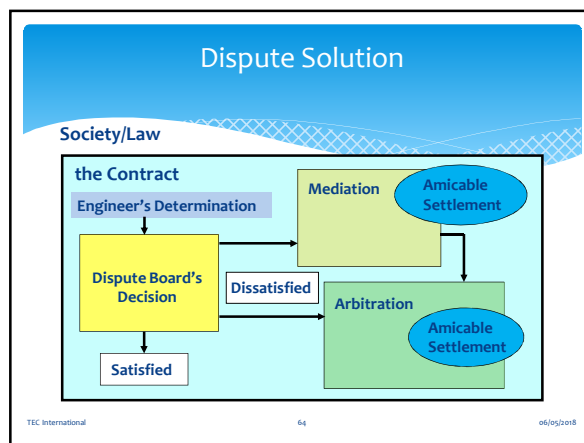 Dispute Solution
Society/Law
the Contract
Engineer's Determination
Mediation
Amicable
Settlement
Dispute Board's
Decision
Dissatisfied
Arbitration
Amicable
Settlement
Satisfied
TEC International
64
06/05/2018